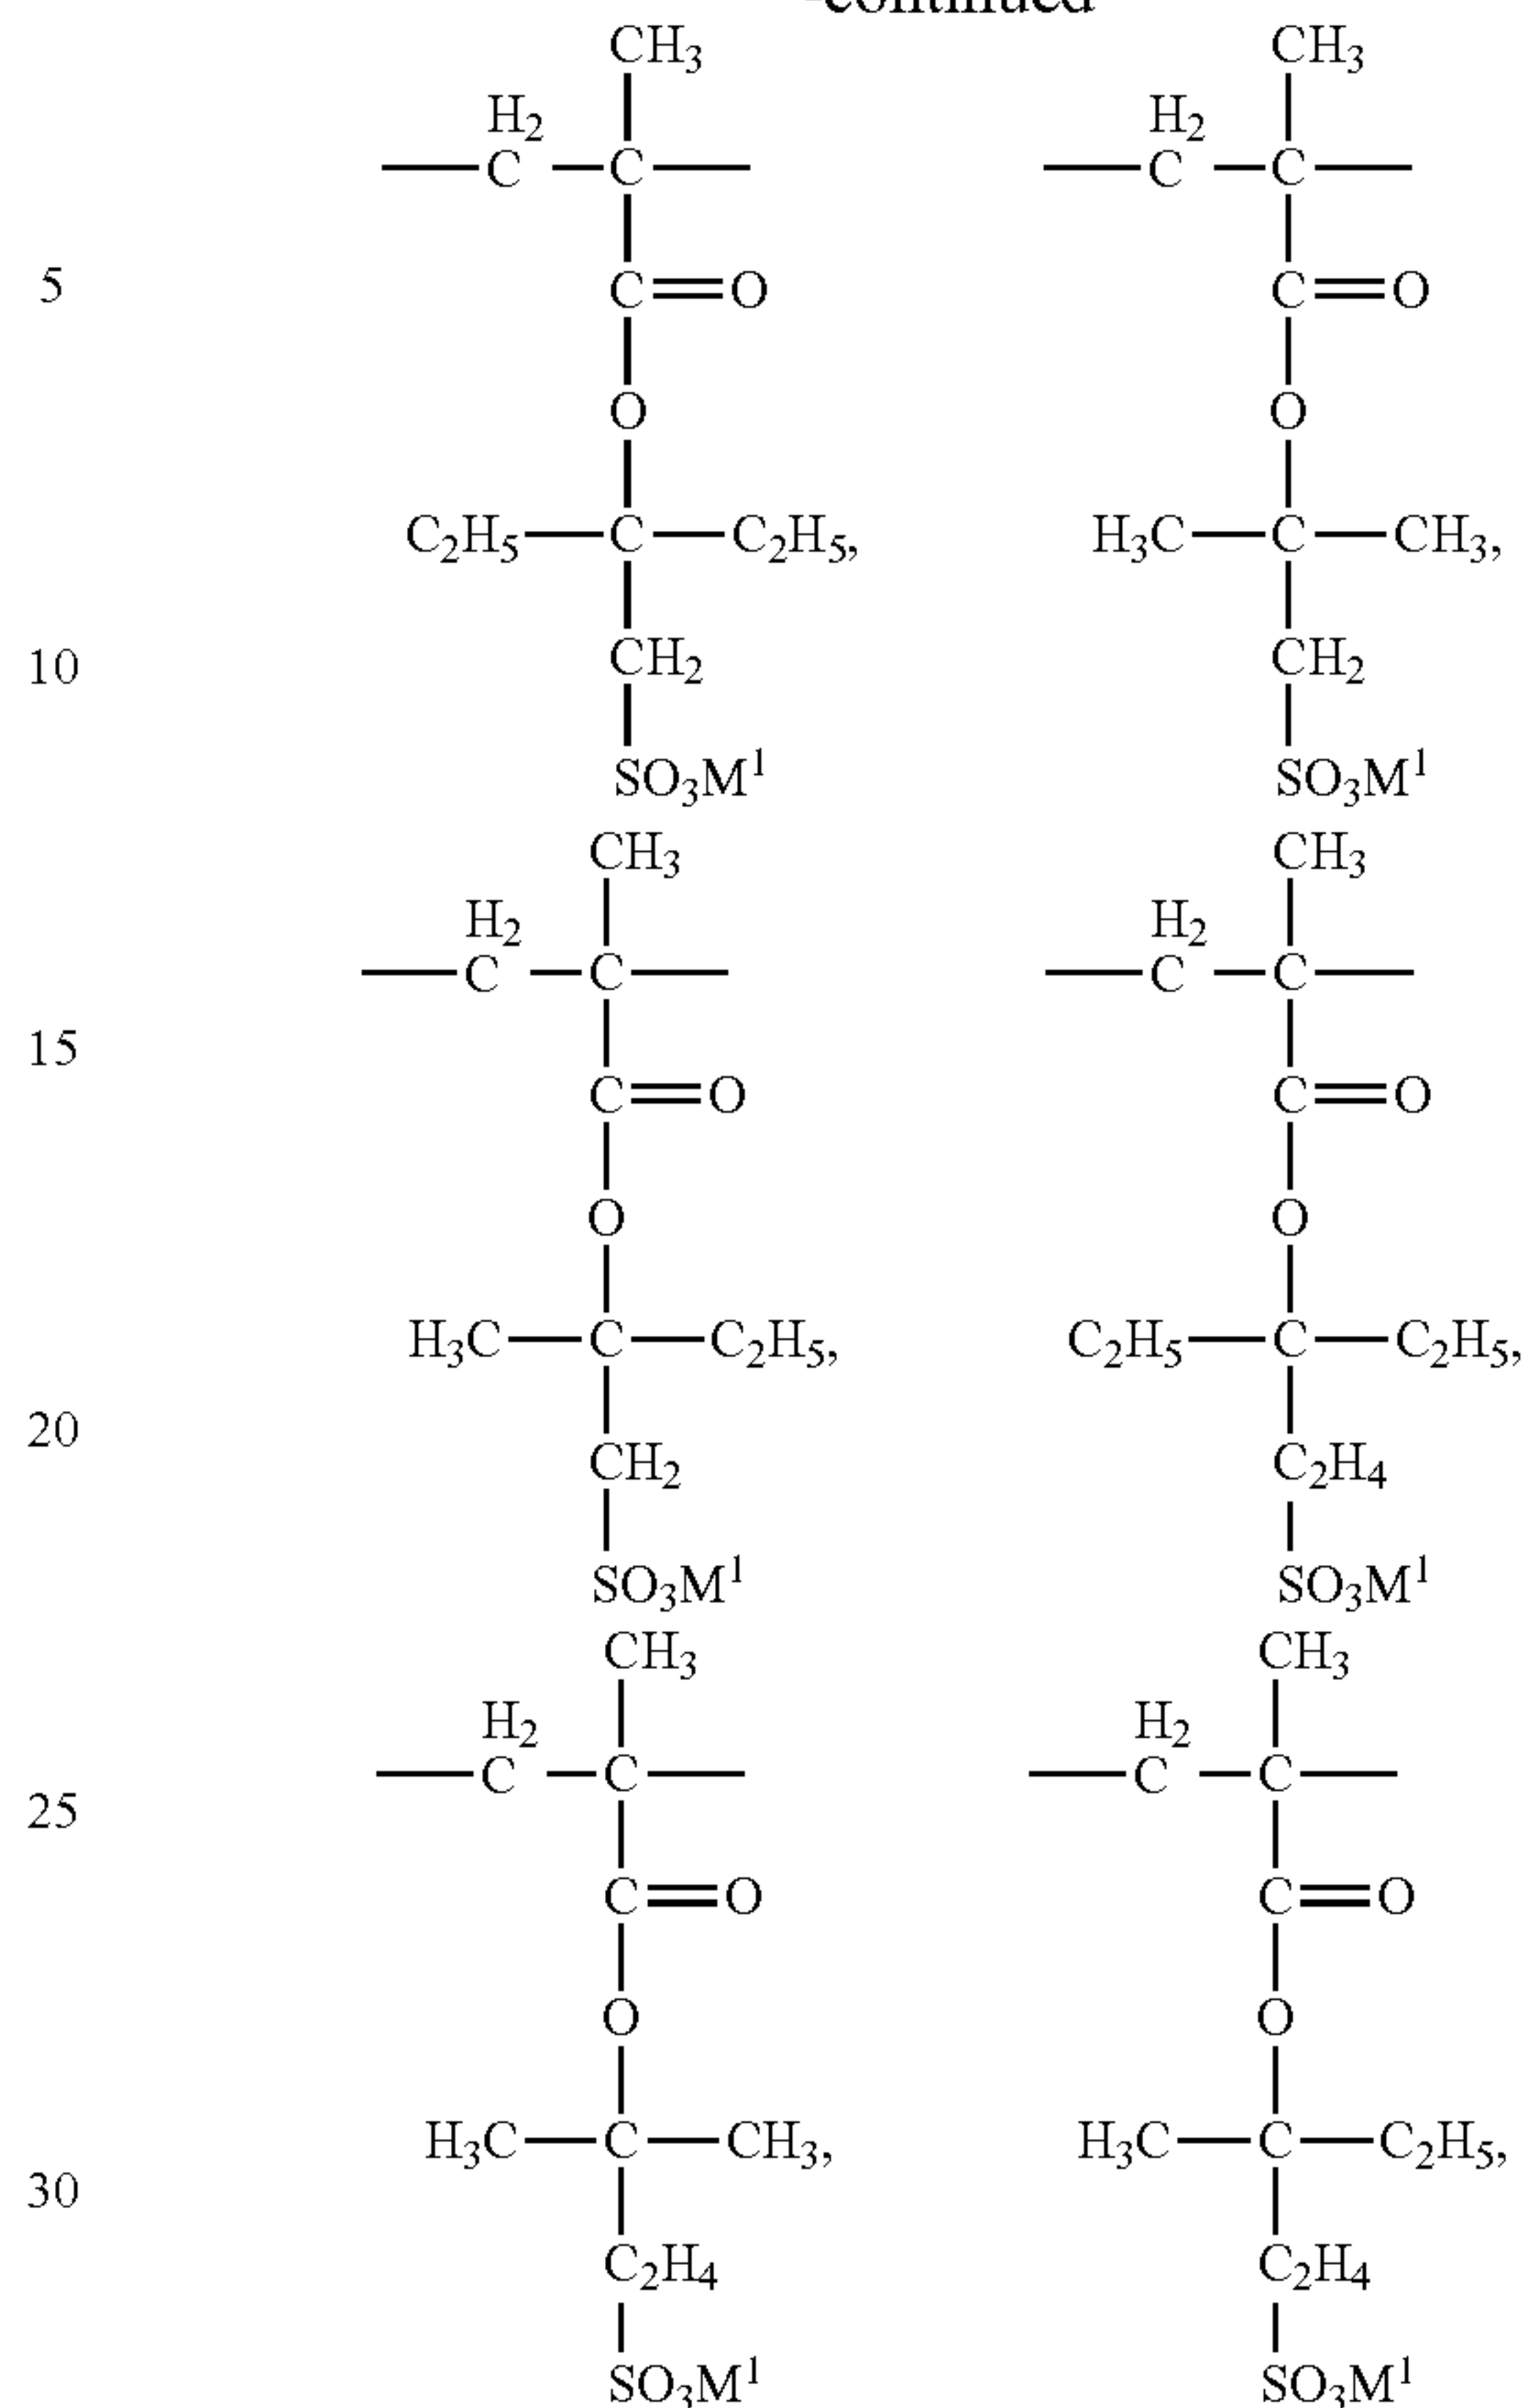 -continued
CH3 CH3
H2 H2
C C C C
5 C O C O
O O
C2H5 C C2H5, H3C C CH3,
10 CH2 CH2
SO3M1 SO3M1
CH3 CH3
H2 H2
C C C C
15 C O C O
O O
H3C C C2H5, C2H5 C C2H5,
20 CH2 C2H4
SO3M1 SO3M1
CH3 CH3
H2 H2
C C C C
25 C O C O
O O
H3C C CH3, H3C C C2H5,
30 C2H4 C2H4
SO3M1 SO3M1